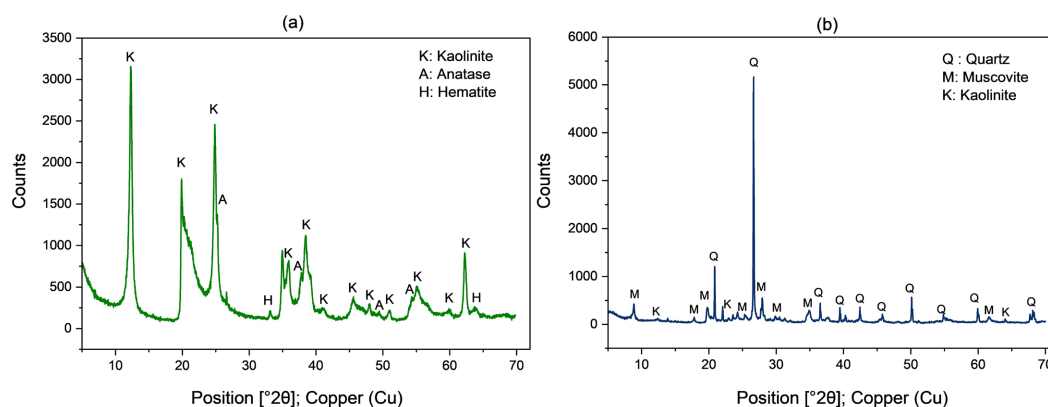 (a)
3500
3000
2500
2000
1500
1000
500
0
Counts
K: Kaolinite
A: Anatase
H: Hematite
K
K
K
A
H
K
A
K
K
K
K
A
K
A
K
K
K
H
10 20 30 40 50 60 70
Position [°2θ]; Copper (Cu)
(b)
6000
5000
4000
3000
2000
1000
0
Counts
Q : Quartz
M: Muscovite
K: Kaolinite
M
K
M
M
Q
K
M
Q
M
M
M
Q
Q
Q
Q
Q
Q
Q
M
K
Q
10 20 30 40 50 60 70
Position [°2θ]; Copper (Cu)